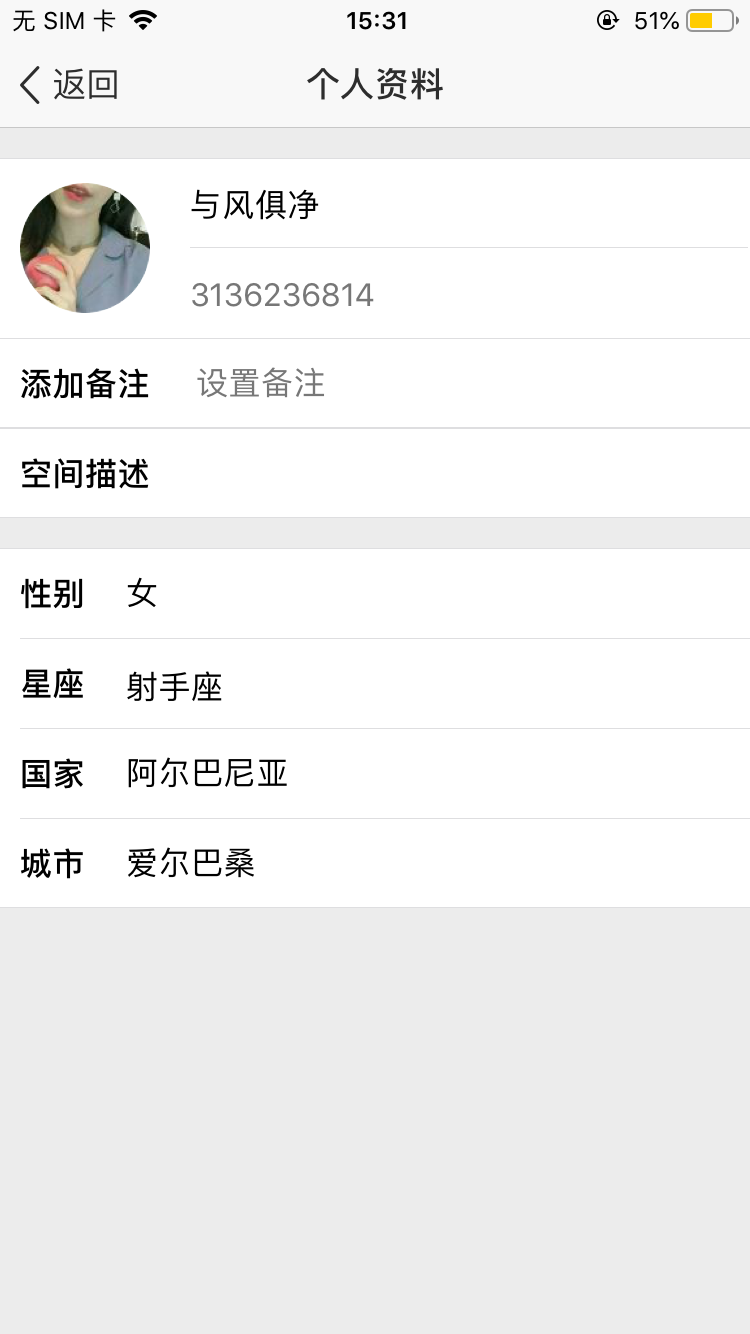 无 SIM 卡 15:31 51%
返回 个人资料
与风俱净
3136236814
添加备注 设置备注
空间描述
性别 女
星座 射手座
国家 阿尔巴尼亚
城市 爱尔巴桑